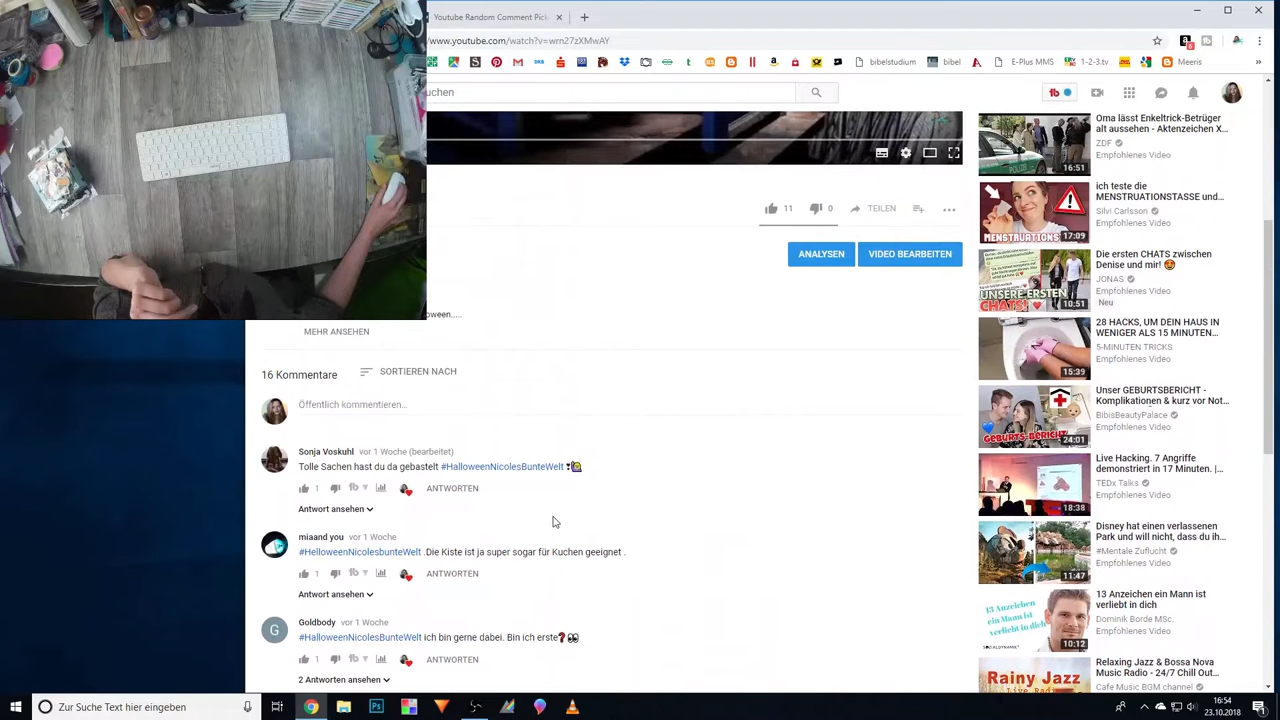 Youtube Random Comment Pick
/www.youtube.com/watch?v=wrn27zXMwAY
bibelstudium
bibel
E-Plus MMS
1-2-3.tv
Meeris
uchen
11
0
TEILEN
ANALYSEN
VIDEO BEARBEITEN
oween.....
MEHR ANSEHEN
16 Kommentare
SORTIEREN NACH
Öffentlich kommentieren...
Sonja Voskuhl vor 1 Woche (bearbeitet)
Tolle Sachen hast du da gebastelt #HalloweenNicolesBunteWelt
1
ANTWORTEN
Antwort ansehen
miaand you vor 1 Woche
#HelloweenNicolesbunteWelt .Die Kiste ist ja super sogar für Kuchen geeignet .
1
ANTWORTEN
Antwort ansehen
G
Goldbody vor 1 Woche
#HalloweenNicolesBunteWelt ich bin gerne dabei. Bin ich erste❓
1
ANTWORTEN
2 Antworten ansehen
Oma lässt Enkeltrick-Betrüger
alt aussehen - Aktenzeichen X...
ZDF
Empfohlenes Video
16:51
ich teste die
MENSTRUATIONSTASSE und...
Silvi Carlsson
Empfohlenes Video
MENSTRUATIONS
17:09
Die ersten CHATS zwischen
Denise und mir!
JONAS
Empfohlenes Video
Neu
UNSERE ERSTEN
CHATS!
10:51
28 HACKS, UM DEIN HAUS IN
WENIGER ALS 15 MINUTEN...
5-MINUTEN TRICKS
Empfohlenes Video
15:39
Unser GEBURTSBERICHT -
Komplikationen & kurz vor Not...
BibisBeautyPalace
Empfohlenes Video
GEBURTS-BERICHT
24:01
Live Hacking. 7 Angriffe
demonstriert in 17 Minuten. |...
TEDx Talks
Empfohlenes Video
18:38
Disney hat einen verlassenen
Park und will nicht, dass du ih...
#Mentale Zuflucht
Empfohlenes Video
11:47
13 Anzeichen ein Mann ist
verliebt in dich
Dominik Borde MSc.
Empfohlenes Video
13 Anzeichen
ein Mann ist
verliebt in dich
10:12
Relaxing Jazz & Bossa Nova
Music Radio - 24/7 Chill Out...
Cafe Music BGM channel
Rainy Jazz
Zur Suche Text hier eingeben
16:54
23.10.2018